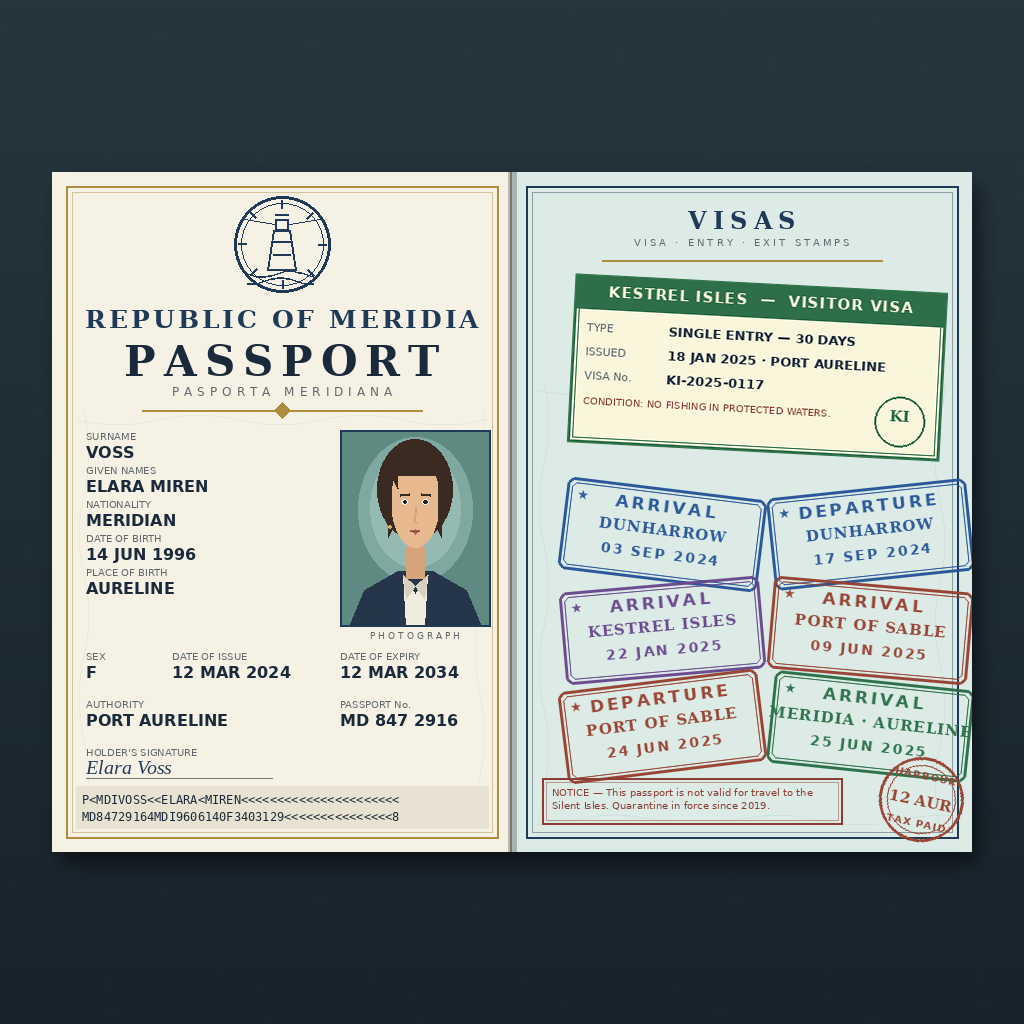 REPUBLIC OF MERIDIA
PASSPORT
PASPORTA MERIDIANA
SURNAME
VOSS
GIVEN NAMES
ELARA MIREN
NATIONALITY
MERIDIAN
DATE OF BIRTH
14 JUN 1996
PLACE OF BIRTH
AURELINE
PHOTOGRAPH
SEX
F
DATE OF ISSUE
12 MAR 2024
DATE OF EXPIRY
12 MAR 2034
AUTHORITY
PORT AURELINE
PASSPORT No.
MD 847 2916
HOLDER'S SIGNATURE
Elara Voss
P<MDIVOSS<<ELARA<MIREN<<<<<<<<<<<<<<<<<<<<<<
MD84729164MDI9606140F3403129<<<<<<<<<<<<<<<8
VISAS
VISA · ENTRY · EXIT STAMPS
KESTREL ISLES — VISITOR VISA
TYPE SINGLE ENTRY — 30 DAYS
ISSUED 18 JAN 2025 · PORT AURELINE
VISA No. KI-2025-0117
CONDITION: NO FISHING IN PROTECTED WATERS.
KI
★ ARRIVAL
DUNHARROW
03 SEP 2024
★ DEPARTURE
DUNHARROW
17 SEP 2024
★ ARRIVAL
KESTREL ISLES
22 JAN 2025
★ ARRIVAL
PORT OF SABLE
09 JUN 2025
★ DEPARTURE
PORT OF SABLE
24 JUN 2025
★ ARRIVAL
MERIDIA · AURELINE
25 JUN 2025
HARBOUR
12 AUR
TAX PAID
NOTICE — This passport is not valid for travel to the
Silent Isles. Quarantine in force since 2019.